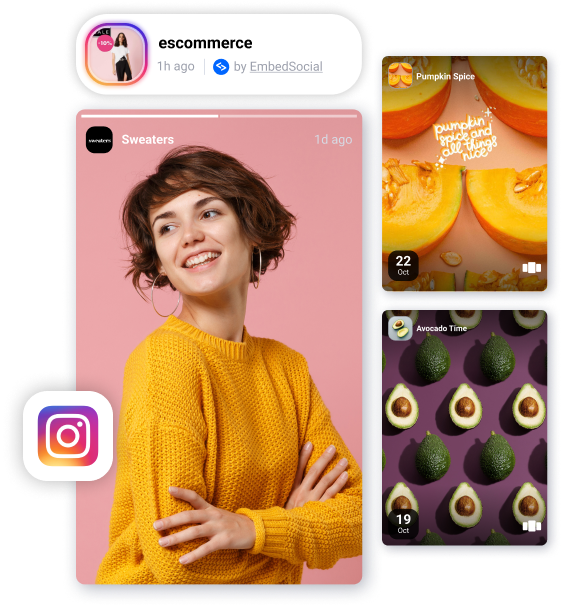 SALE
-10%
escommerce
1h ago
by EmbedSocial
sweaters
Sweaters
1d ago
Pumpkin Spice
pumpkin
spice and
all things
nice
22
Oct
Avocado Time
19
Oct